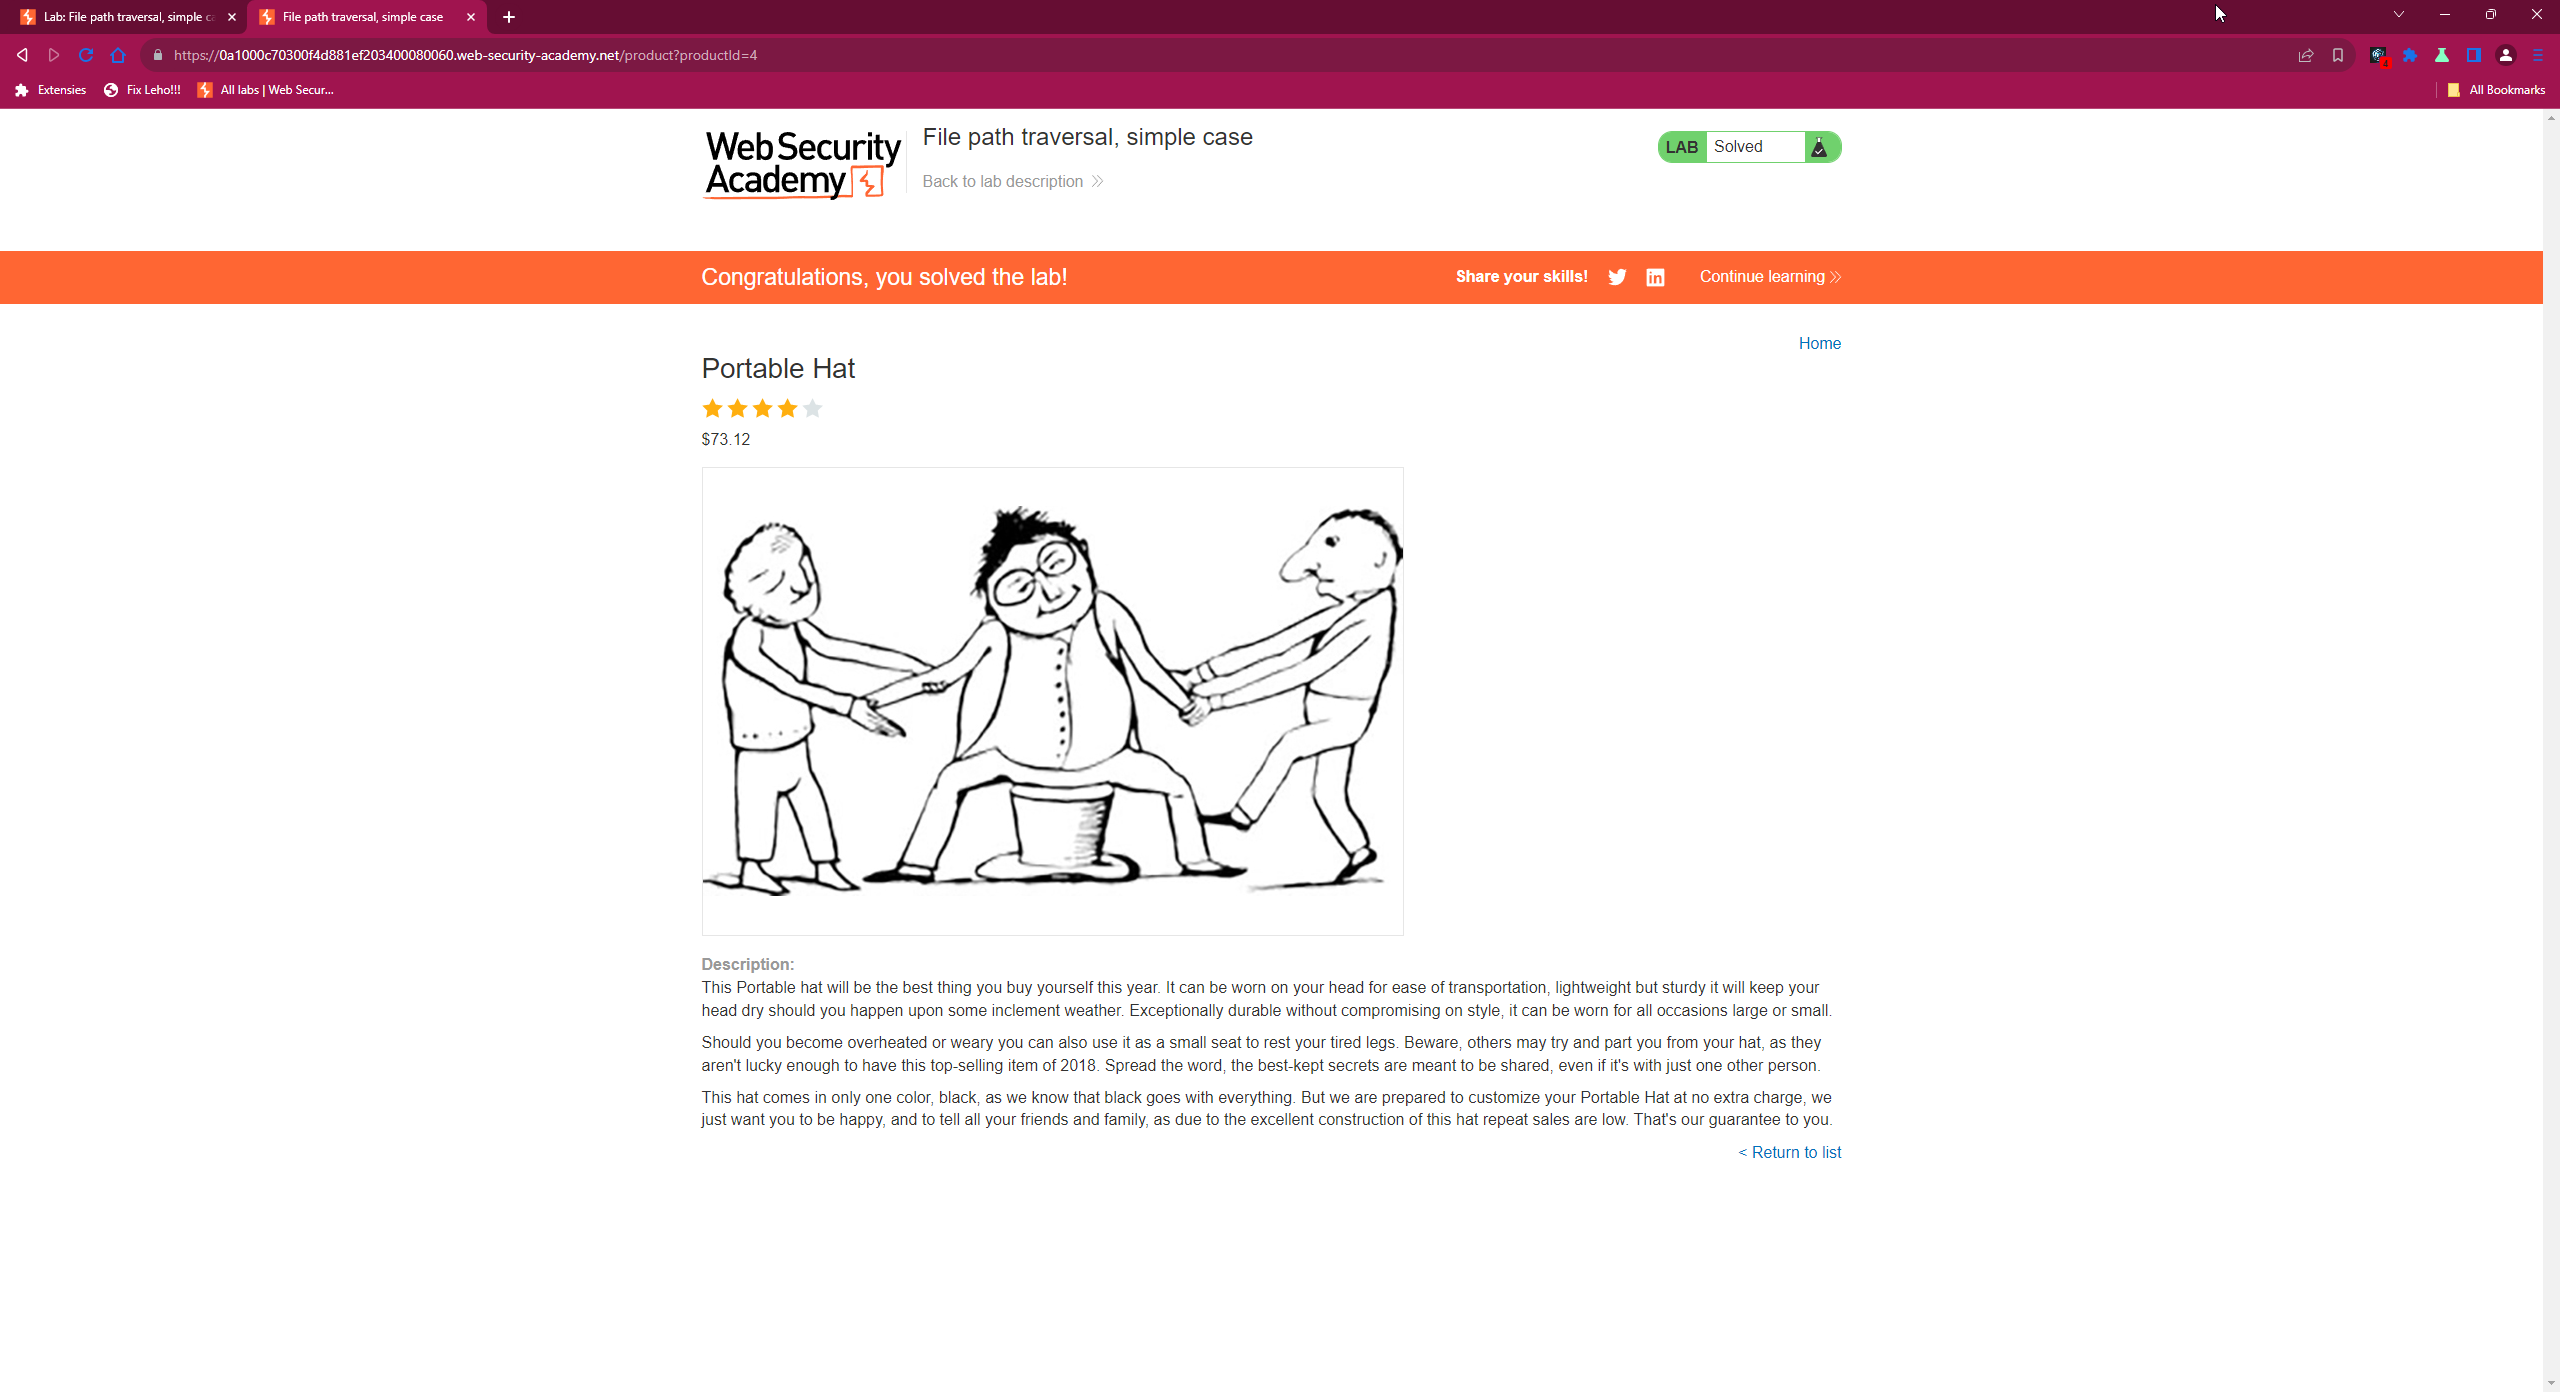 Lab: File path traversal, simple ca
File path traversal, simple case
https://0a1000c70300f4d881ef203400080060.web-security-academy.net/product?productId=4
4
Extensies
Fix Leho!!!
All labs | Web Secur...
All Bookmarks
Web Security
Academy
File path traversal, simple case
Back to lab description
LAB
Solved
Congratulations, you solved the lab!
Share your skills!
Continue learning
Home
Portable Hat
$73.12
Description:
This Portable hat will be the best thing you buy yourself this year. It can be worn on your head for ease of transportation, lightweight but sturdy it will keep your
head dry should you happen upon some inclement weather. Exceptionally durable without compromising on style, it can be worn for all occasions large or small.
Should you become overheated or weary you can also use it as a small seat to rest your tired legs. Beware, others may try and part you from your hat, as they
aren't lucky enough to have this top-selling item of 2018. Spread the word, the best-kept secrets are meant to be shared, even if it's with just one other person.
This hat comes in only one color, black, as we know that black goes with everything. But we are prepared to customize your Portable Hat at no extra charge, we
just want you to be happy, and to tell all your friends and family, as due to the excellent construction of this hat repeat sales are low. That's our guarantee to you.
< Return to list